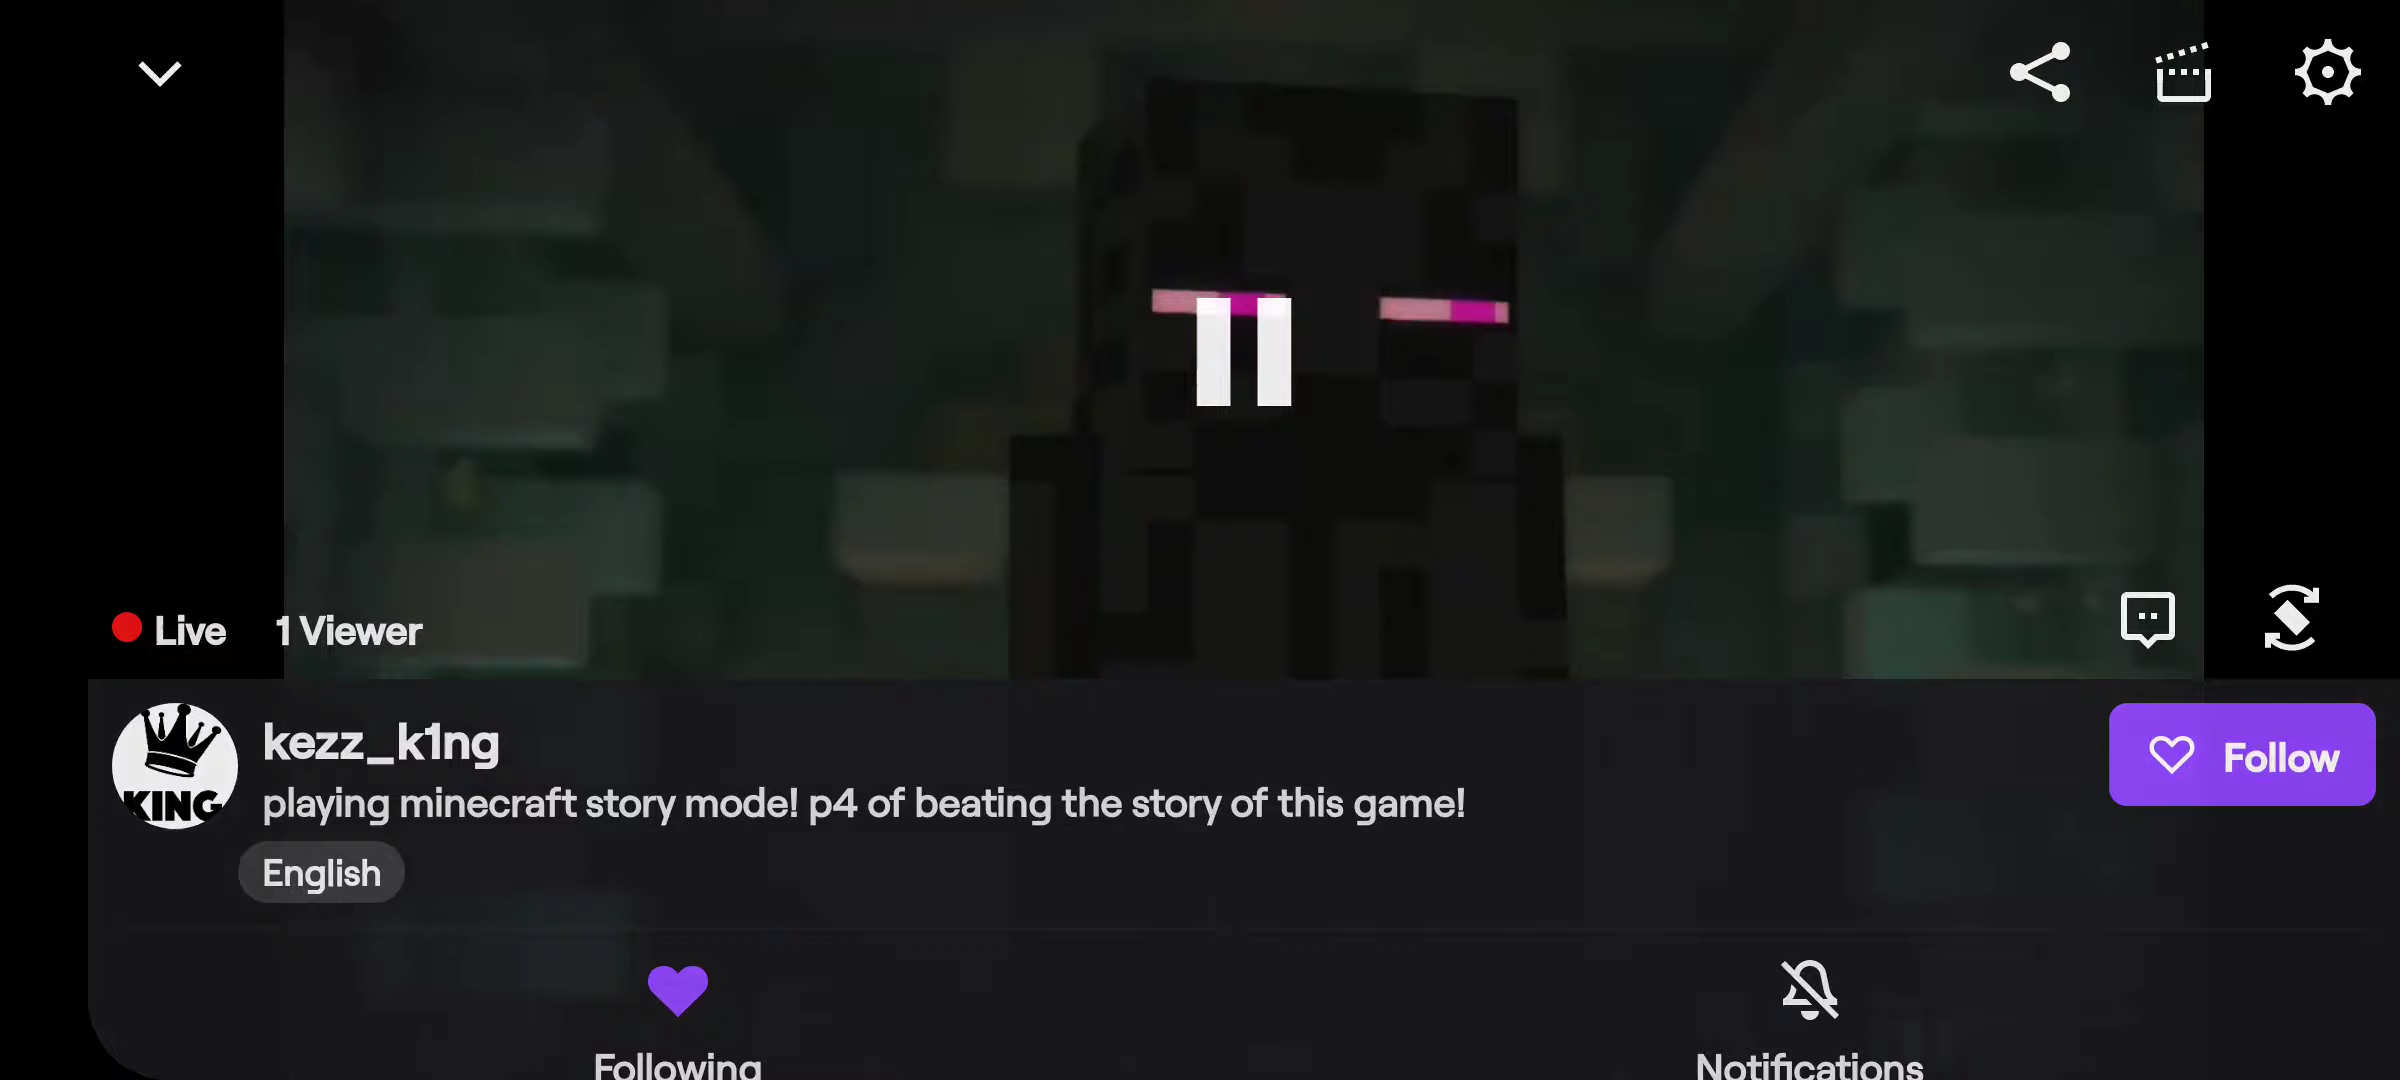 Live 1 Viewer
KING
kezz_k1ng
Follow
playing minecraft story mode! p4 of beating the story of this game!
English
Following
Notifications